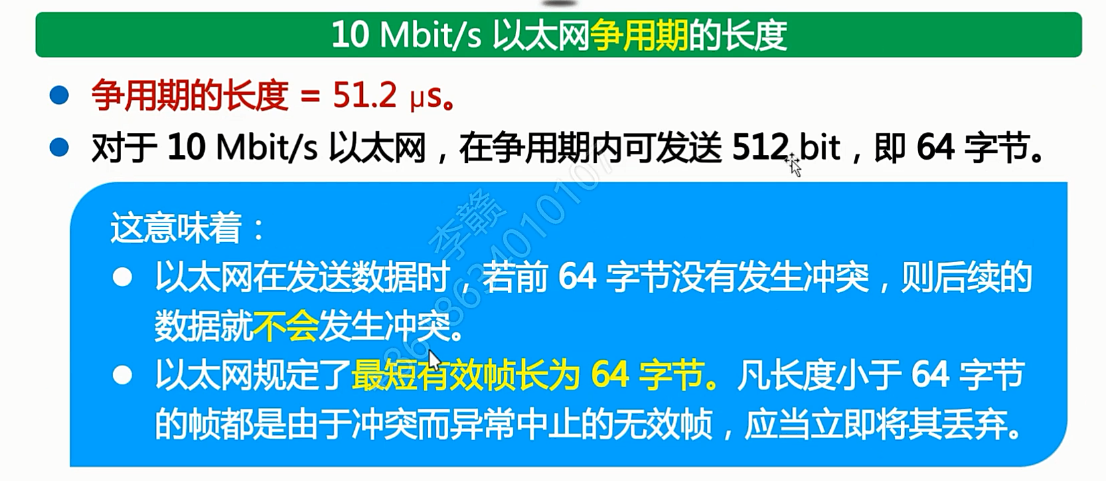 10 Mbit/s 以太网争用期的长度
争用期的长度 = 51.2 μs。
对于 10 Mbit/s 以太网，在争用期内可发送 512 bit，即 64 字节。
这意味着：
以太网在发送数据时，若前 64 字节没有发生冲突，则后续的
数据就不会发生冲突。
以太网规定了最短有效帧长为 64 字节。凡长度小于 64 字节
的帧都是由于冲突而异常中止的无效帧，应当立即将其丢弃。
李赣